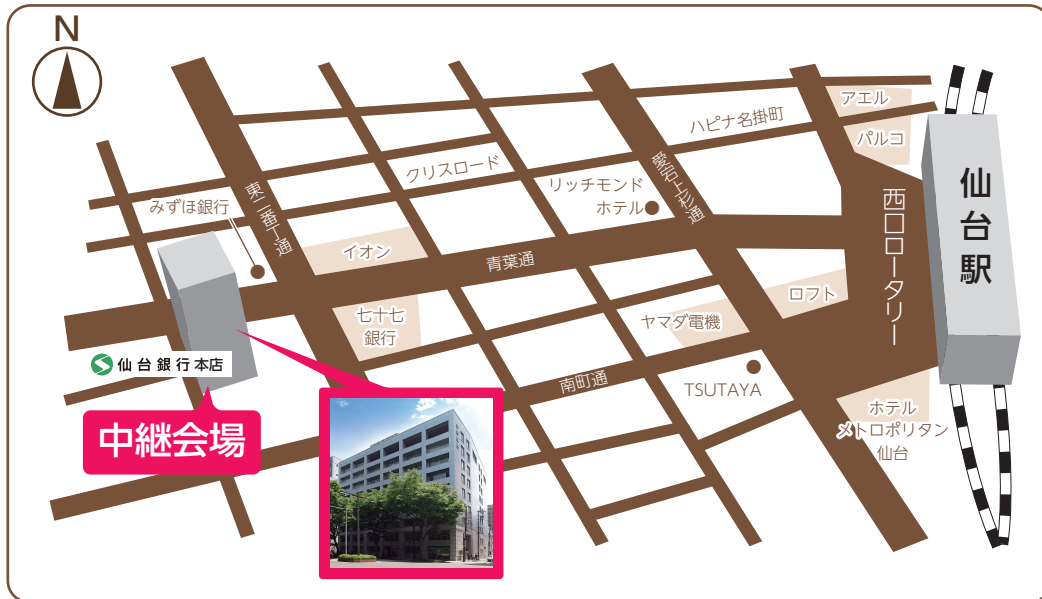 N
アエル
パルコ
ハピナ名掛町
クリスロード
リッチモンド
ホテル
愛宕上杉通
東二番丁通
みずほ銀行
イオン
青葉通
西口ロータリー
仙台駅
七十七
銀行
ロフト
ヤマダ電機
仙台銀行 本店
南町通
TSUTAYA
中継会場
ホテル
メトロポリタン
仙台